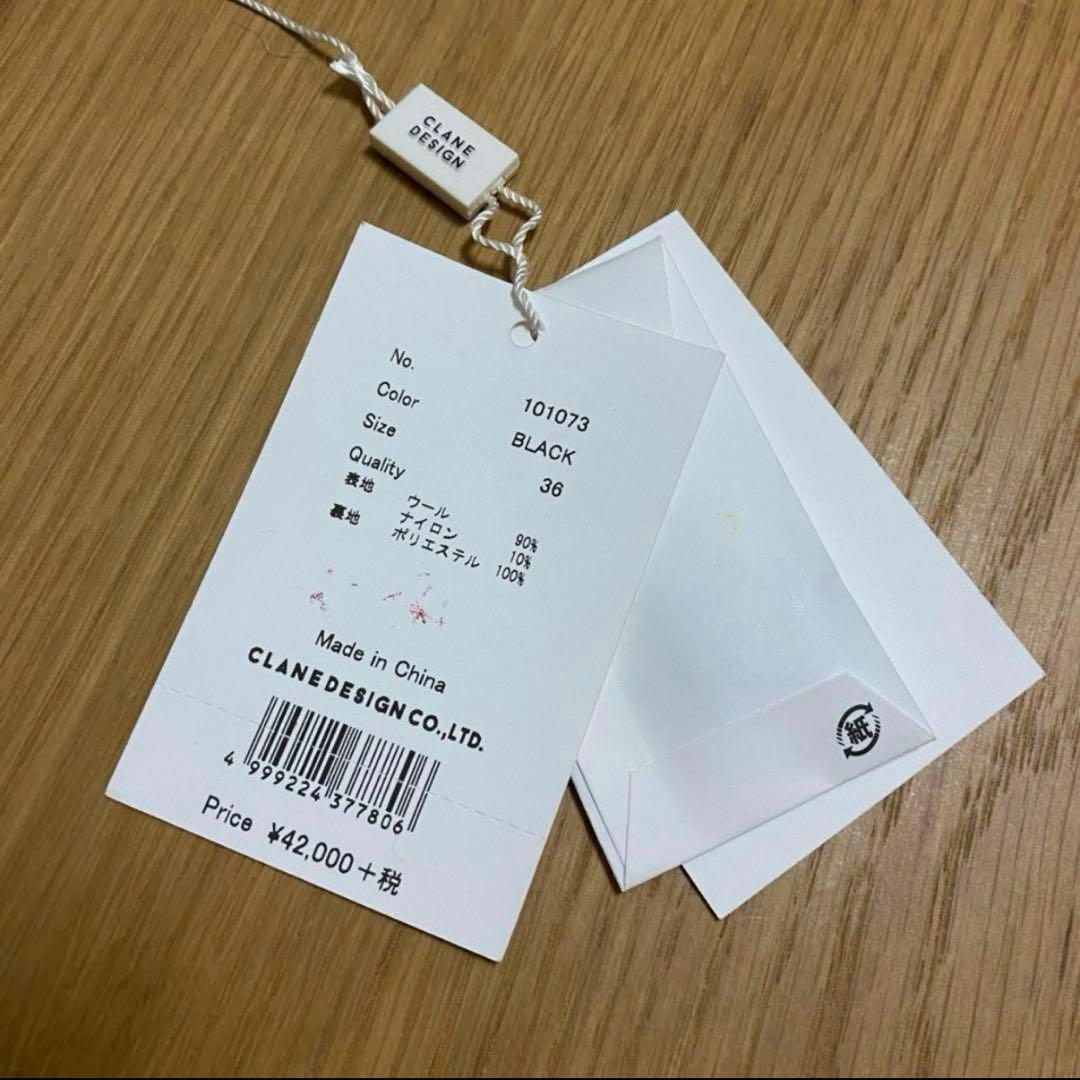 CLANE
DESIGN
No. 101073
Color BLACK
Size 36
Quality
表地 ウール 90%
ナイロン 10%
裏地 ポリエステル 100%
Made in China
CLANE DESIGN CO.,LTD.
4 999224 377806
Price ¥42,000+税
紙